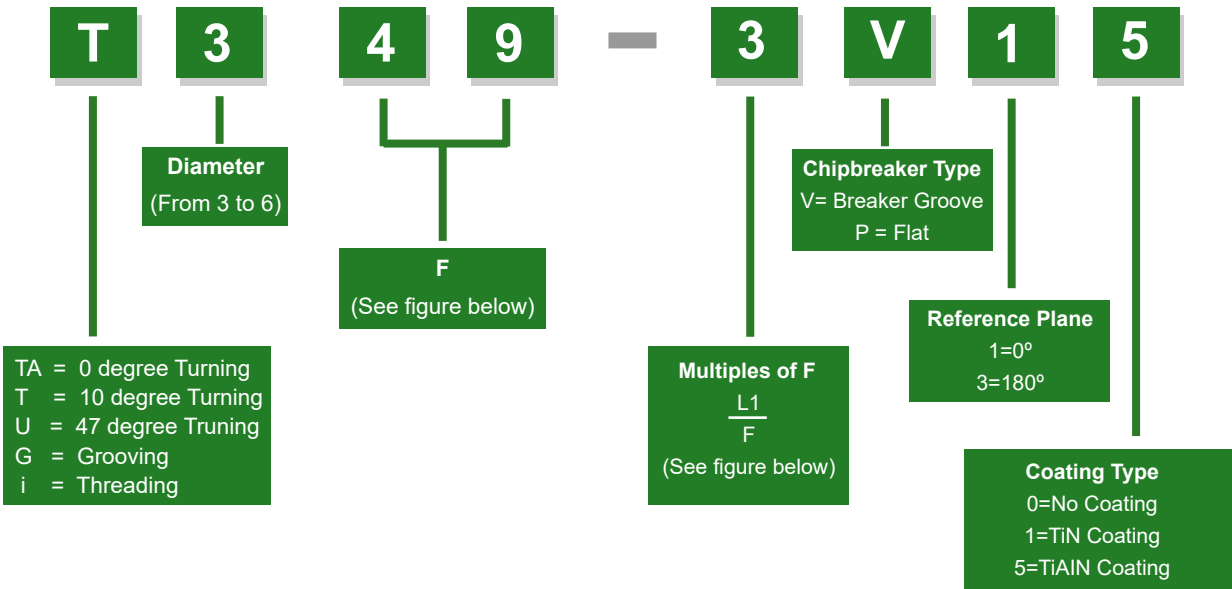 T 3 4 9 - 3 V 1 5
Diameter
(From 3 to 6)
F
(See figure below)
TA = 0 degree Turning
T = 10 degree Turning
U = 47 degree Truning
G = Grooving
i = Threading
Multiples of F
L1
F
(See figure below)
Chipbreaker Type
V= Breaker Groove
P = Flat
Reference Plane
1=0º
3=180º
Coating Type
0=No Coating
1=TiN Coating
5=TiAlN Coating